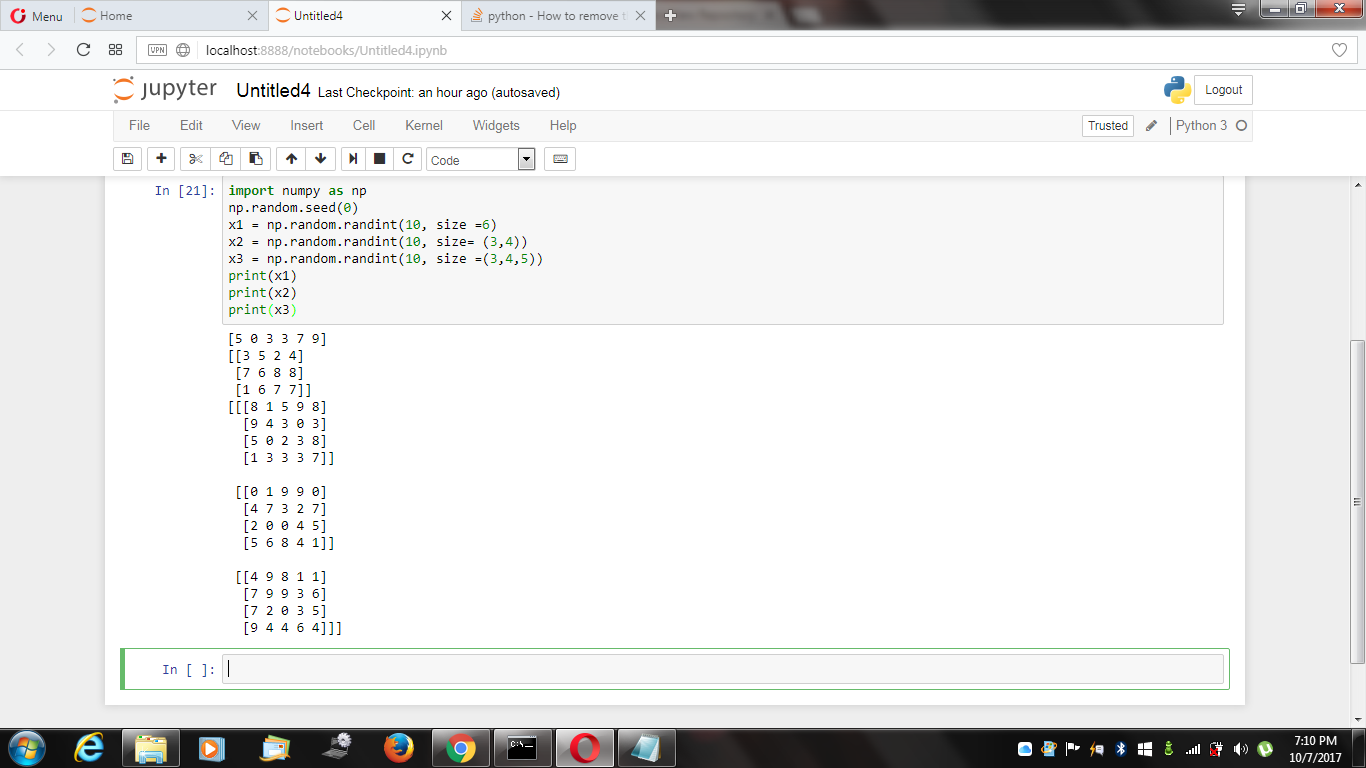 Menu Home Untitled4 python - How to remove t
VPN localhost:8888/notebooks/Untitled4.ipynb
jupyter Untitled4 Last Checkpoint: an hour ago (autosaved) Logout
File Edit View Insert Cell Kernel Widgets Help Trusted Python 3
Code
In [21]: import numpy as np
np.random.seed(0)
x1 = np.random.randint(10, size =6)
x2 = np.random.randint(10, size= (3,4))
x3 = np.random.randint(10, size =(3,4,5))
print(x1)
print(x2)
print(x3)
[5 0 3 3 7 9]
[[3 5 2 4]
 [7 6 8 8]
 [1 6 7 7]]
[[[8 1 5 9 8]
  [9 4 3 0 3]
  [5 0 2 3 8]
  [1 3 3 3 7]]
 [[0 1 9 9 0]
  [4 7 3 2 7]
  [2 0 0 4 5]
  [5 6 8 4 1]]
 [[4 9 8 1 1]
  [7 9 9 3 6]
  [7 2 0 3 5]
  [9 4 4 6 4]]]
In [ ]:
C:\
7:10 PM
10/7/2017